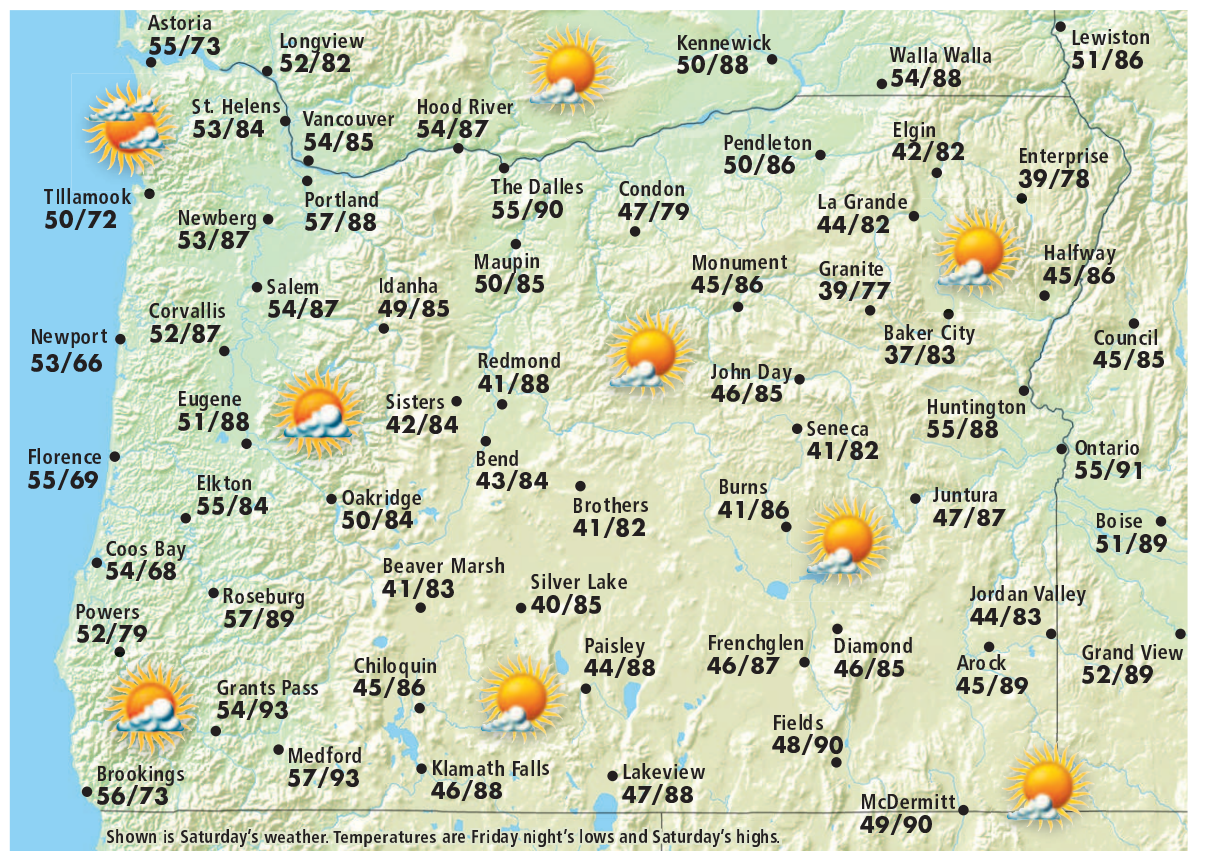 Astoria
55/73
Longview
52/82
Kennewick
50/88
Walla Walla
54/88
Lewiston
51/86
St. Helens
53/84
Vancouver
54/85
Hood River
54/87
Pendleton
50/86
Elgin
42/82
Enterprise
39/78
TIllamook
50/72
Newberg
53/87
Portland
57/88
The Dalles
55/90
Condon
47/79
La Grande
44/82
Maupin
50/85
Monument
45/86
Granite
39/77
Halfway
45/86
Salem
54/87
Idanha
49/85
Corvallis
52/87
Newport
53/66
Baker City
37/83
Council
45/85
Redmond
41/88
John Day
46/85
Eugene
51/88
Sisters
42/84
Huntington
55/88
Seneca
41/82
Ontario
55/91
Florence
55/69
Bend
43/84
Elkton
55/84
Oakridge
50/84
Brothers
41/82
Burns
41/86
Juntura
47/87
Boise
51/89
Coos Bay
54/68
Beaver Marsh
41/83
Silver Lake
40/85
Jordan Valley
44/83
Roseburg
57/89
Powers
52/79
Paisley
44/88
Frenchglen
46/87
Diamond
46/85
Arock
45/89
Grand View
52/89
Chiloquin
45/86
Grants Pass
54/93
Fields
48/90
Medford
57/93
Brookings
56/73
Klamath Falls
46/88
Lakeview
47/88
McDermitt
49/90
Shown is Saturday's weather. Temperatures are Friday night's lows and Saturday's highs.